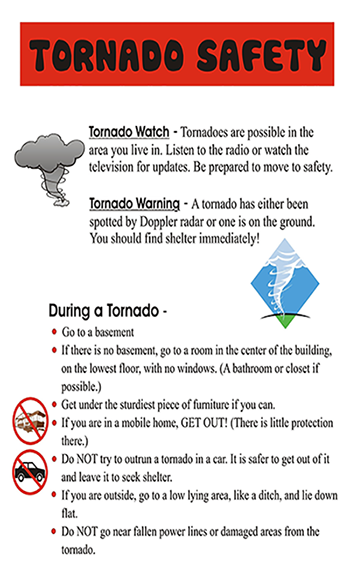 TORNADO SAFETY
Tornado Watch - Tornadoes are possible in the
area you live in. Listen to the radio or watch the
television for updates. Be prepared to move to safety.
Tornado Warning - A tornado has either been
spotted by Doppler radar or one is on the ground.
You should find shelter immediately!
During a Tornado -
• Go to a basement
• If there is no basement, go to a room in the center of the building,
on the lowest floor, with no windows. (A bathroom or closet if
possible.)
• Get under the sturdiest piece of furniture if you can.
• If you are in a mobile home, GET OUT! (There is little protection
there.)
• Do NOT try to outrun a tornado in a car. It is safer to get out of it
and leave it to seek shelter.
• If you are outside, go to a low lying area, like a ditch, and lie down
flat.
• Do NOT go near fallen power lines or damaged areas from the
tornado.